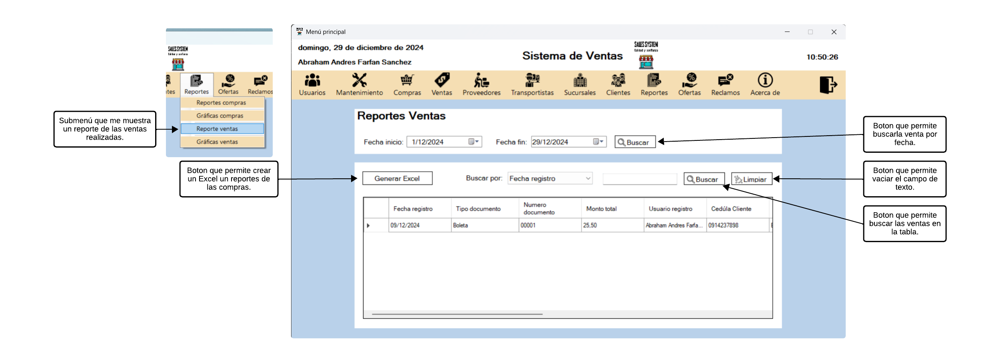 SALES SYSTEM
Calidad y confianza
tes
Reportes
Ofertas
Reclamos
Reportes compras
Gráficas compras
Reporte ventas
Gráficas ventas
Submenú que me muestra
un reporte de las ventas
realizadas.
Boton que permite crear
un Excel un reportes de
las compras.
Menú principal
domingo, 29 de diciembre de 2024
Abraham Andres Farfan Sanchez
Sistema de Ventas
SALES SYSTEM
Calidad y confianza
10:50:26
Usuarios
Mantenimiento
Compras
Ventas
Proveedores
Transportistas
Sucursales
Clientes
Reportes
Ofertas
Reclamos
Acerca de
Reportes Ventas
Fecha inicio: 1/12/2024
Fecha fin: 29/12/2024
Buscar
Generar Excel
Buscar por: Fecha registro
Buscar
Limpiar
Fecha registro
Tipo documento
Numero
documento
Monto total
Usuario registro
Cedúla Cliente
09/12/2024
Boleta
00001
25,50
Abraham Andres Farfa...
0914237898
Boton que permite
buscarla venta por
fecha.
Boton que permite
vaciar el campo de
texto.
Boton que permite
buscar las ventas en
la tabla.